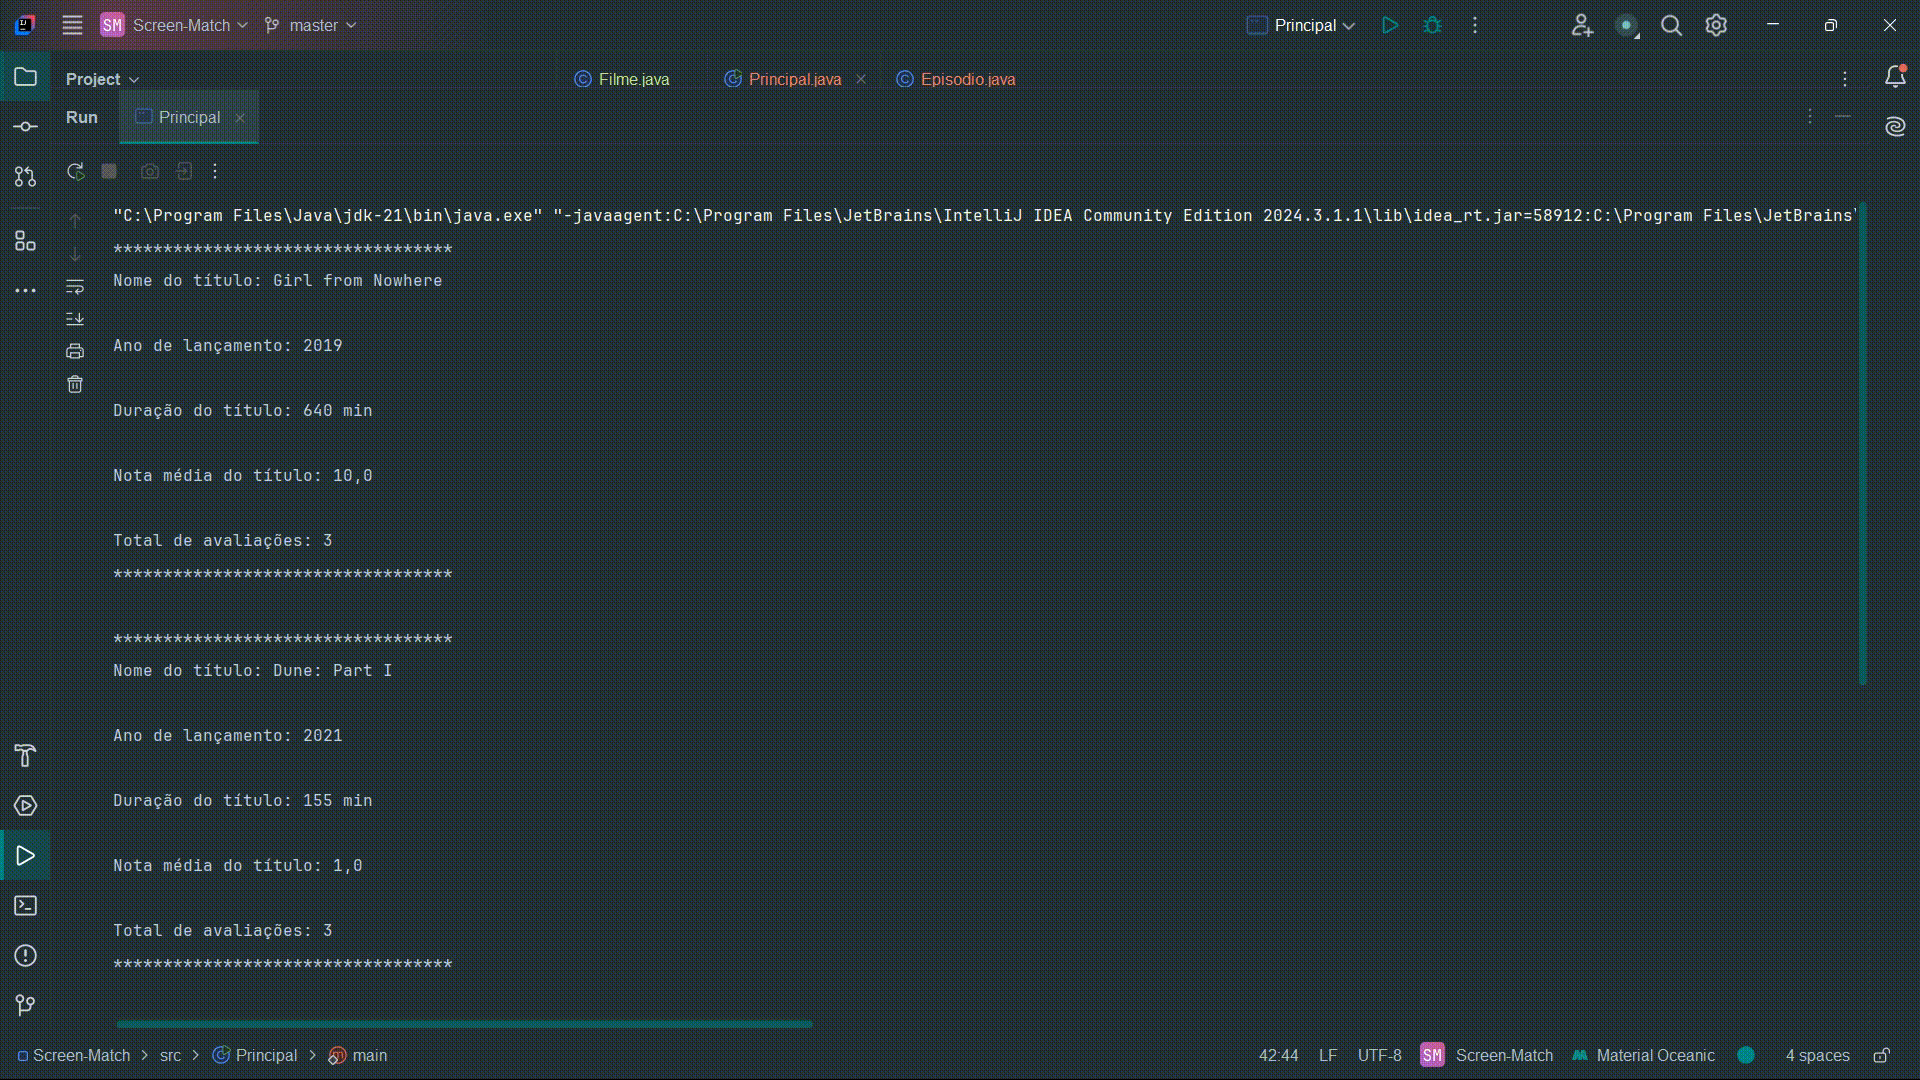 SM Screen-Match master Principal
Project Filme.java Principal.java Episodio.java
Run Principal
"C:\Program Files\Java\jdk-21\bin\java.exe" "-javaagent:C:\Program Files\JetBrains\IntelliJ IDEA Community Edition 2024.3.1.1\lib\idea_rt.jar=58912:C:\Program Files\JetBrains\
**********************************
Nome do título: Girl from Nowhere
Ano de lançamento: 2019
Duração do título: 640 min
Nota média do título: 10,0
Total de avaliações: 3
**********************************
**********************************
Nome do título: Dune: Part I
Ano de lançamento: 2021
Duração do título: 155 min
Nota média do título: 1,0
Total de avaliações: 3
**********************************
Screen-Match > src > Principal > main 42:44 LF UTF-8 SM Screen-Match Material Oceanic 4 spaces